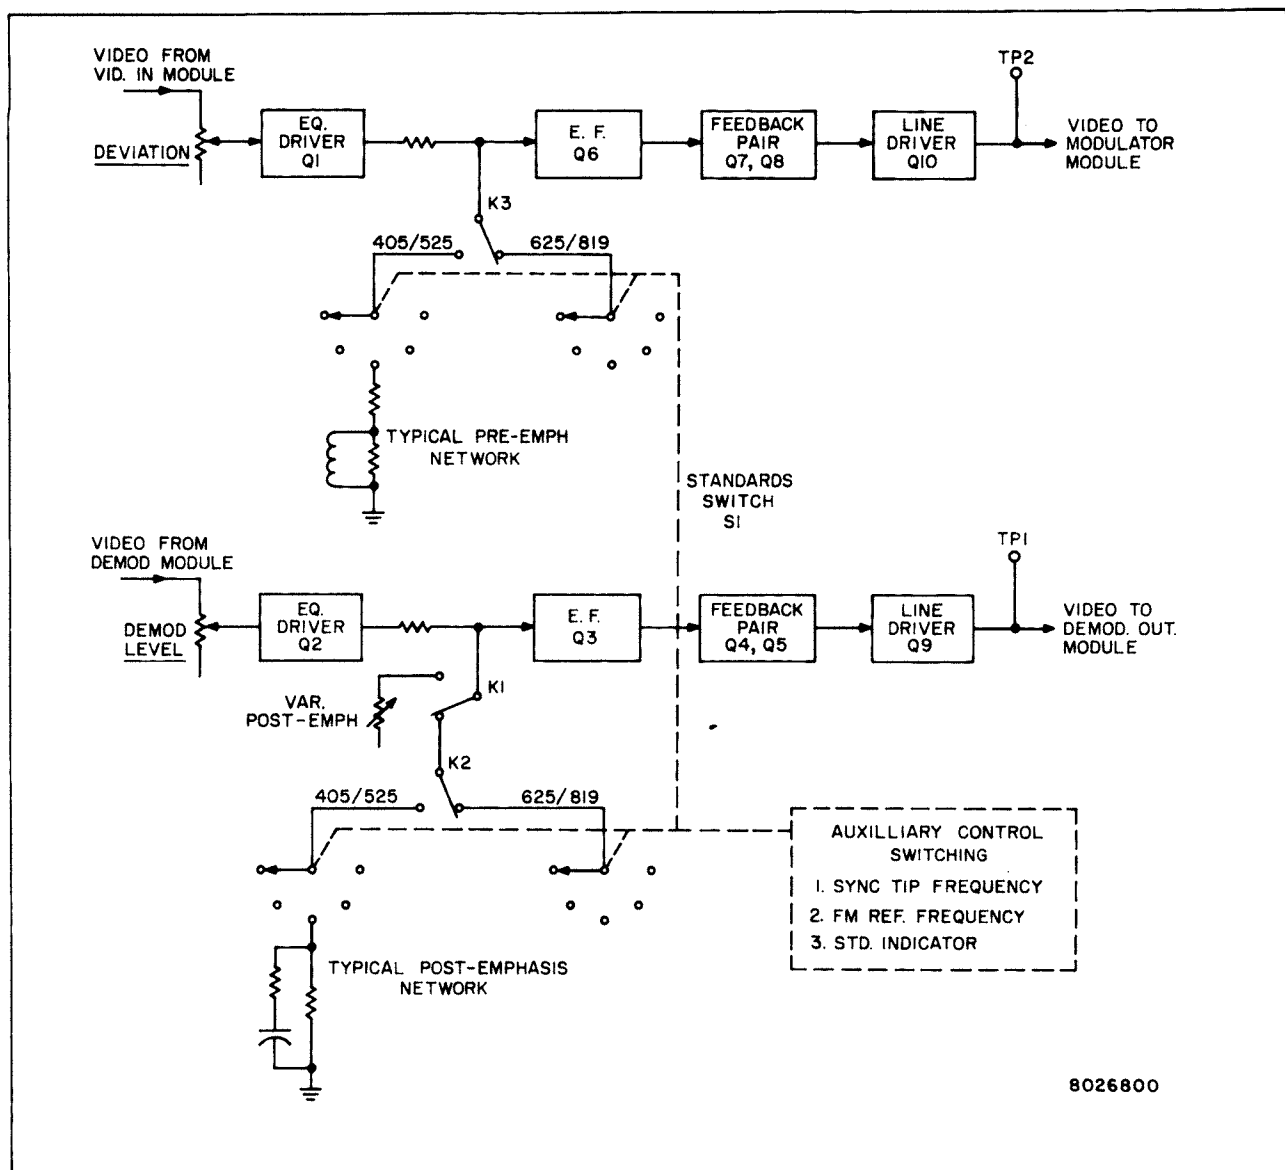 VIDEO FROM
VID. IN MODULE
DEVIATION
EQ.
DRIVER
Q1
E. F.
Q6
FEEDBACK
PAIR
Q7, Q8
LINE
DRIVER
Q10
TP2
VIDEO TO
MODULATOR
MODULE
K3
405/525
625/819
TYPICAL PRE-EMPH
NETWORK
STANDARDS
SWITCH
S1
VIDEO FROM
DEMOD MODULE
DEMOD
LEVEL
EQ.
DRIVER
Q2
E. F.
Q3
FEEDBACK
PAIR
Q4, Q5
LINE
DRIVER
Q9
TP1
VIDEO TO
DEMOD. OUT.
MODULE
K1
VAR.
POST-EMPH
K2
405/525
625/819
TYPICAL POST-EMPHASIS
NETWORK
AUXILLIARY CONTROL
SWITCHING
1. SYNC TIP FREQUENCY
2. FM REF. FREQUENCY
3. STD. INDICATOR
8026800